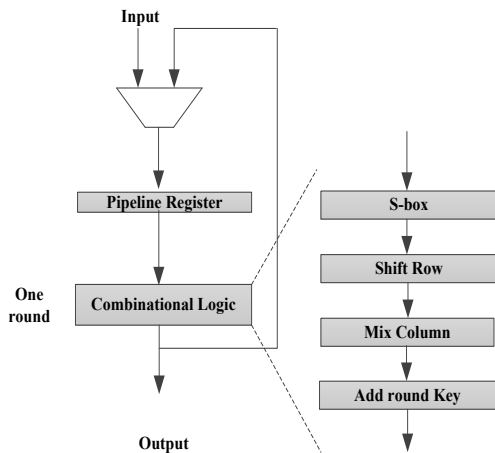 Input
Pipeline Register
One
round
Combinational Logic
Output
S-box
Shift Row
Mix Column
Add round Key